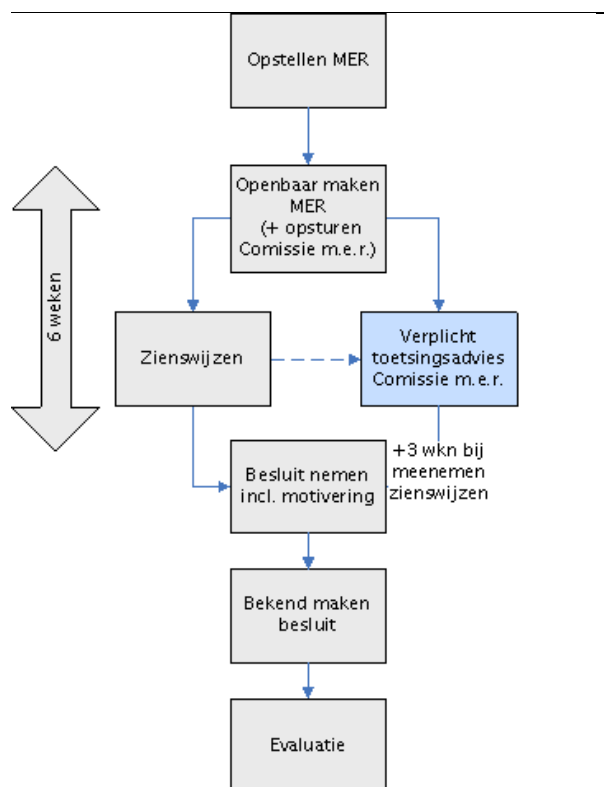 Opstellen MER
Openbaar maken
MER
(+ opsturen
Comissie m.e.r.)
6 weken
Zienswijzen
Verplicht
toetsingsadvies
Comissie m.e.r.
+3 wkn bij
meenemen
zienswijzen
Besluit nemen
incl. motivering
Bekend maken
besluit
Evaluatie